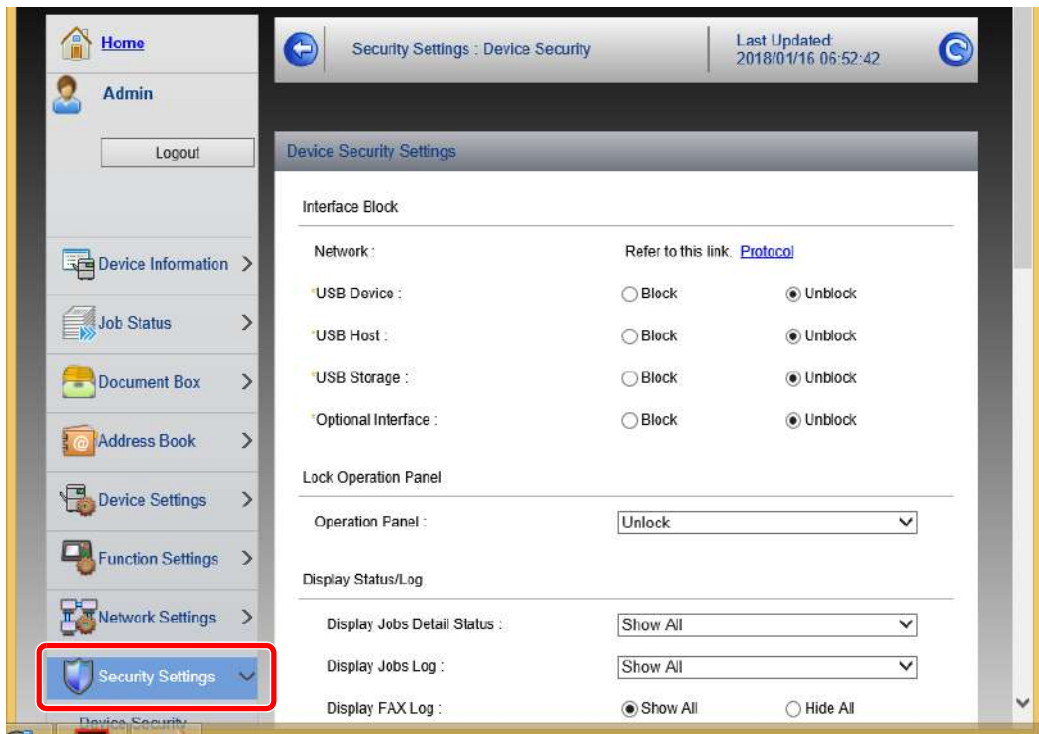 Home
Admin
Logout
Device Information
Job Status
Document Box
Address Book
Device Settings
Function Settings
Network Settings
Security Settings
Device Security
Security Settings : Device Security
Last Updated:
2018/01/16 06:52:42
Device Security Settings
Interface Block
Network : Refer to this link. Protocol
*USB Device : Block Unblock
*USB Host : Block Unblock
*USB Storage : Block Unblock
*Optional Interface : Block Unblock
Lock Operation Panel
Operation Panel : Unlock
Display Status/Log
Display Jobs Detail Status : Show All
Display Jobs Log : Show All
Display FAX Log : Show All Hide All